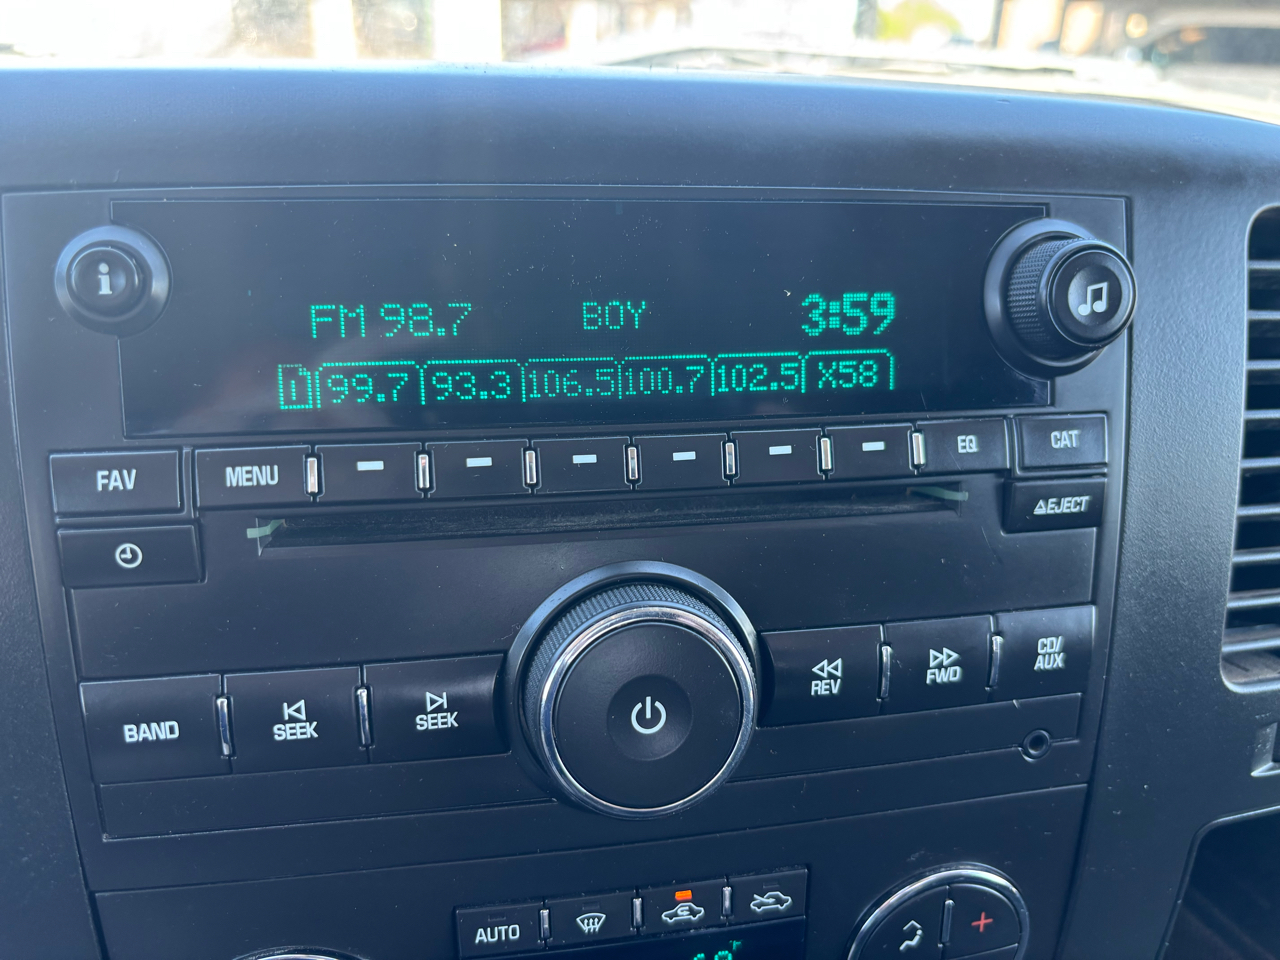 i
FM 98.7 BOY 3:59
1 99.7 93.3 106.5 100.7 102.5 X58
FAV MENU EQ CAT
EJECT
BAND SEEK SEEK REV FWD CD/
AUX
AUTO